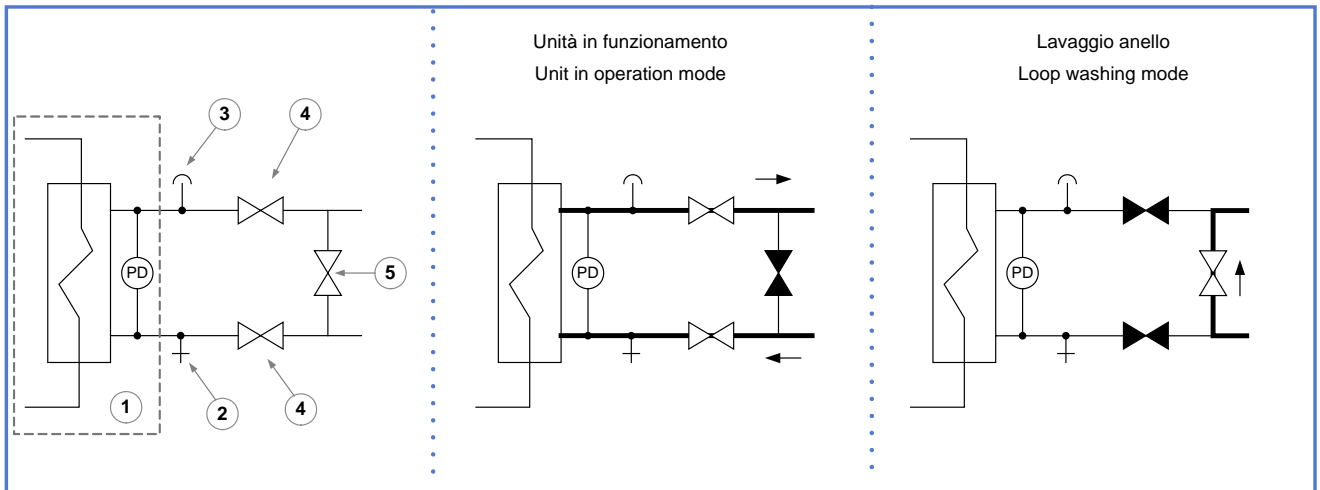 3
4
PD
5
1
2
4
Unità in funzionamento
Unit in operation mode
PD
Lavaggio anello
Loop washing mode
PD